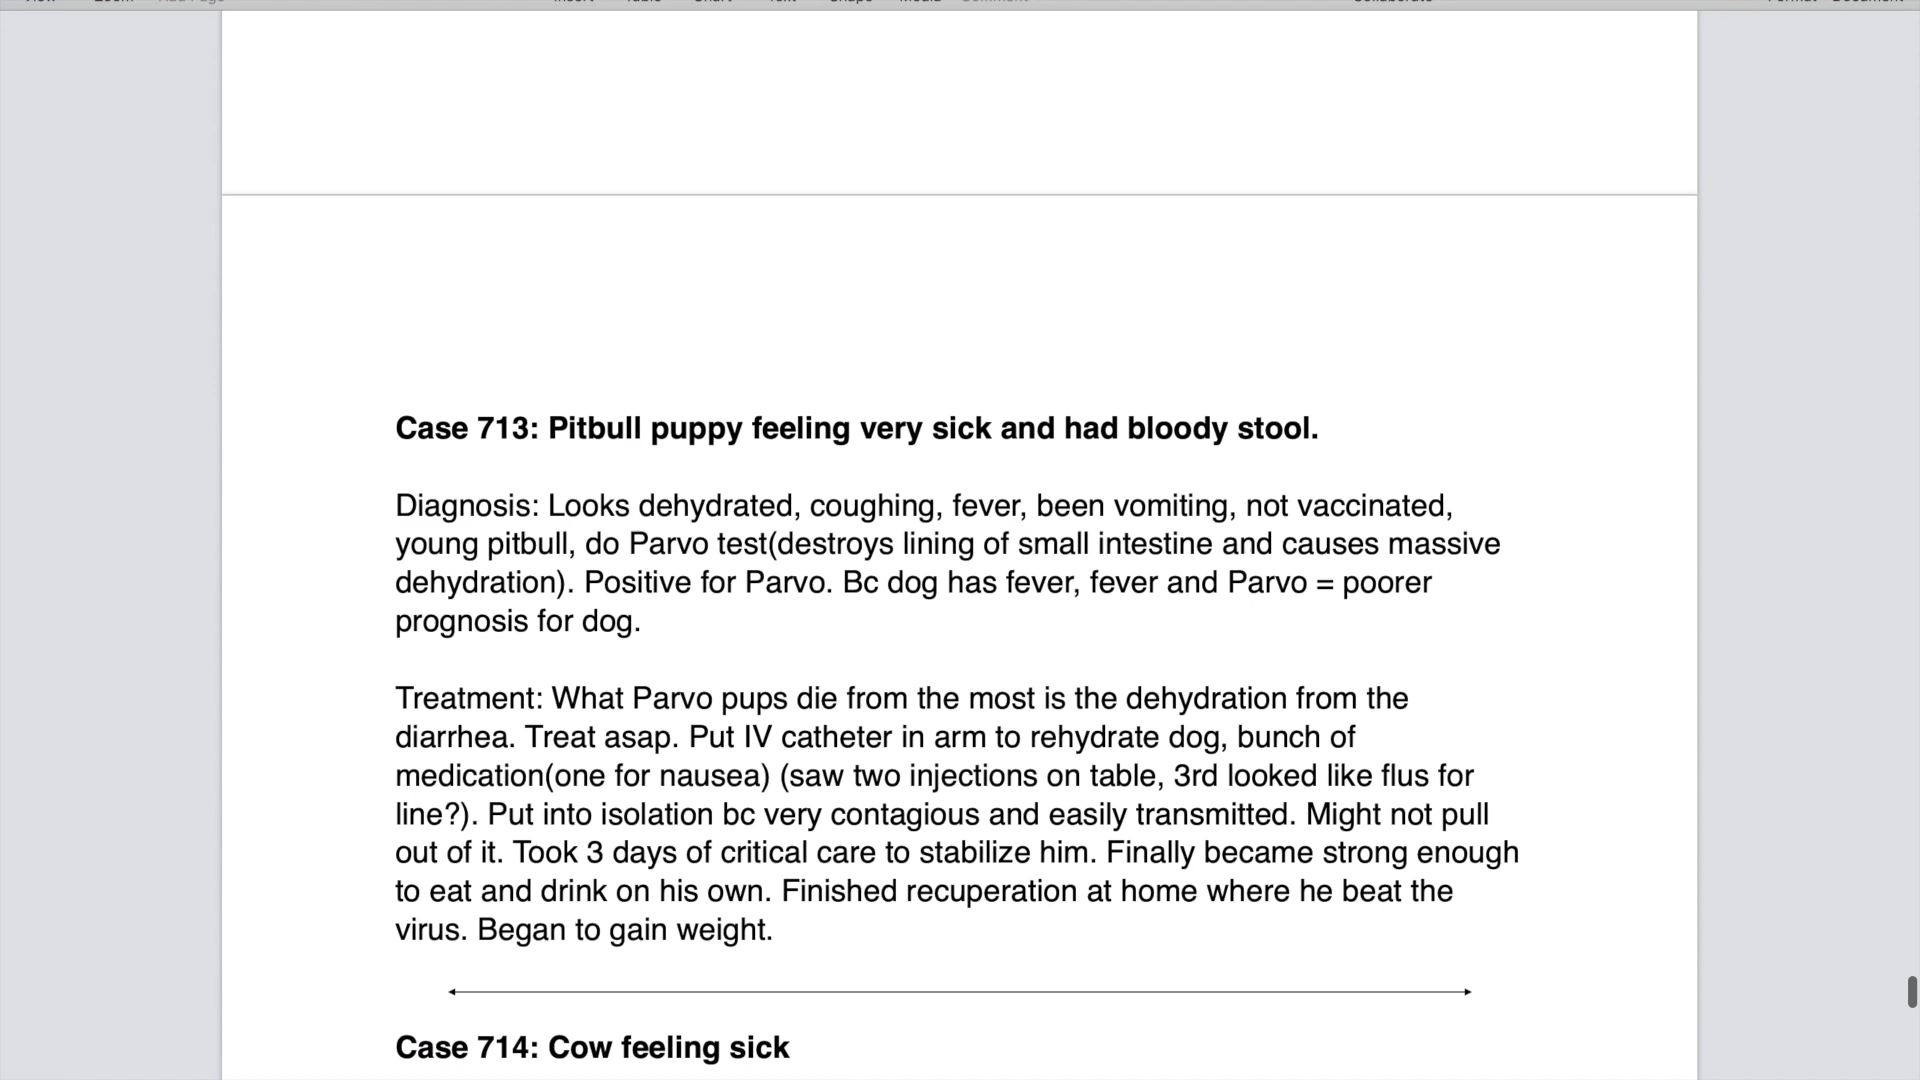 Case 713: Pitbull puppy feeling very sick and had bloody stool.
Diagnosis: Looks dehydrated, coughing, fever, been vomiting, not vaccinated,
young pitbull, do Parvo test(destroys lining of small intestine and causes massive
dehydration). Positive for Parvo. Bc dog has fever, fever and Parvo = poorer
prognosis for dog.
Treatment: What Parvo pups die from the most is the dehydration from the
diarrhea. Treat asap. Put IV catheter in arm to rehydrate dog, bunch of
medication(one for nausea) (saw two injections on table, 3rd looked like flus for
line?). Put into isolation bc very contagious and easily transmitted. Might not pull
out of it. Took 3 days of critical care to stabilize him. Finally became strong enough
to eat and drink on his own. Finished recuperation at home where he beat the
virus. Began to gain weight.
Case 714: Cow feeling sick